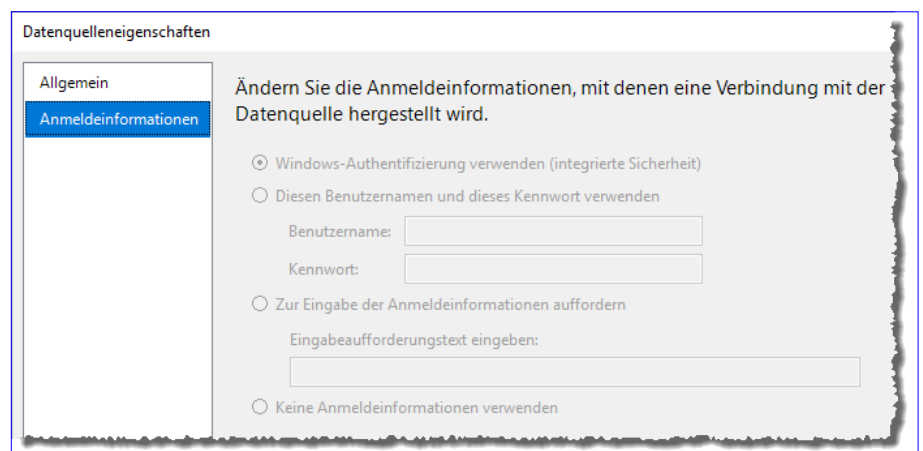 Datenquelleneigenschaften
Allgemein
Anmeldeinformationen
Ändern Sie die Anmeldeinformationen, mit denen eine Verbindung mit der
Datenquelle hergestellt wird.
Windows-Authentifizierung verwenden (integrierte Sicherheit)
Diesen Benutzernamen und dieses Kennwort verwenden
Benutzername:
Kennwort:
Zur Eingabe der Anmeldeinformationen auffordern
Eingabeaufforderungstext eingeben:
Keine Anmeldeinformationen verwenden